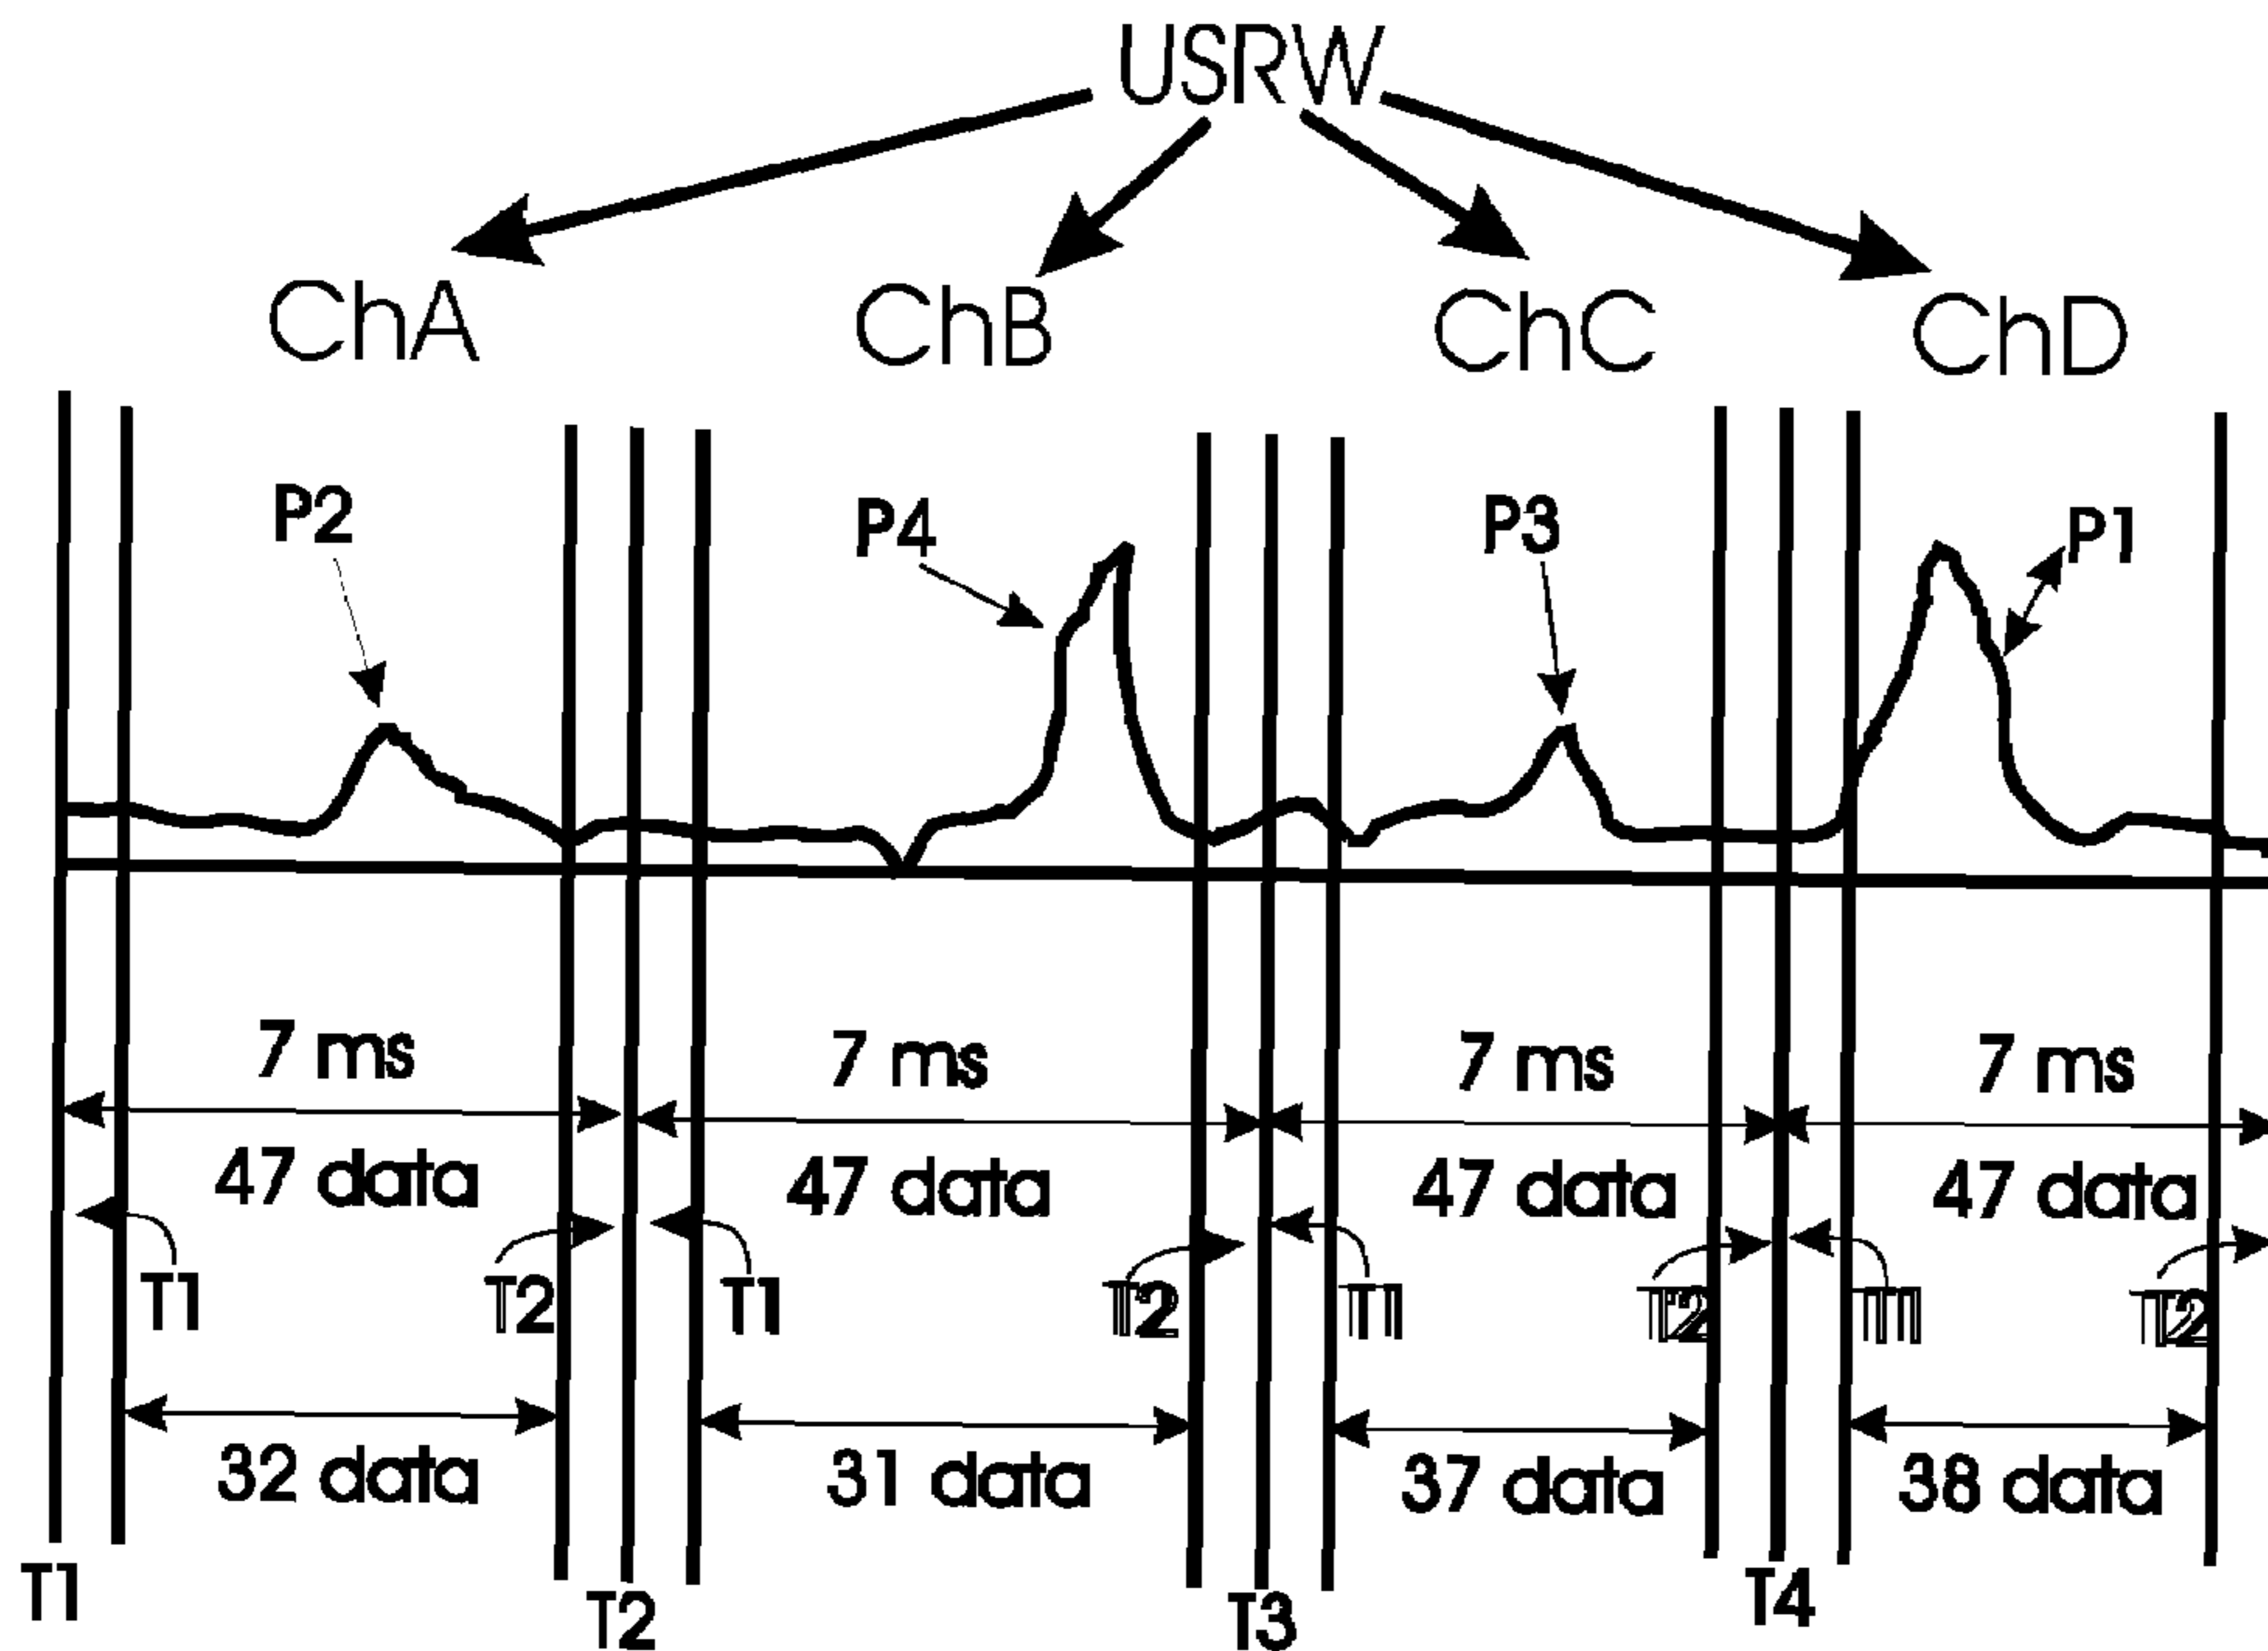 USRW
ChA ChB ChC ChD
P2 P4 P3 P1
7 ms 7 ms 7 ms 7 ms
47 data 47 data 47 data 47 data
T1 T2 T1 T2 T1 T2 T1 T2
32 data 31 data 37 data 38 data
T1 T2 T3 T4